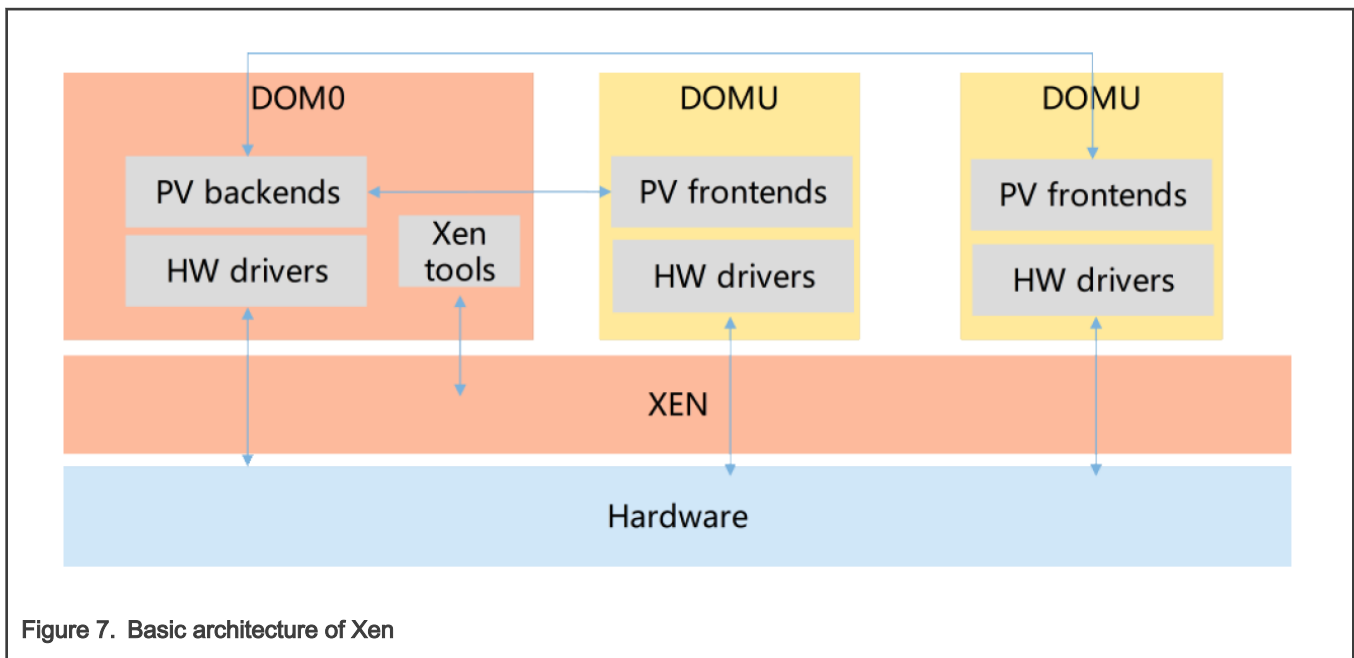 DOM0
DOMU
DOMU
PV backends
PV frontends
PV frontends
Xen
tools
HW drivers
HW drivers
HW drivers
XEN
Hardware
Figure 7. Basic architecture of Xen